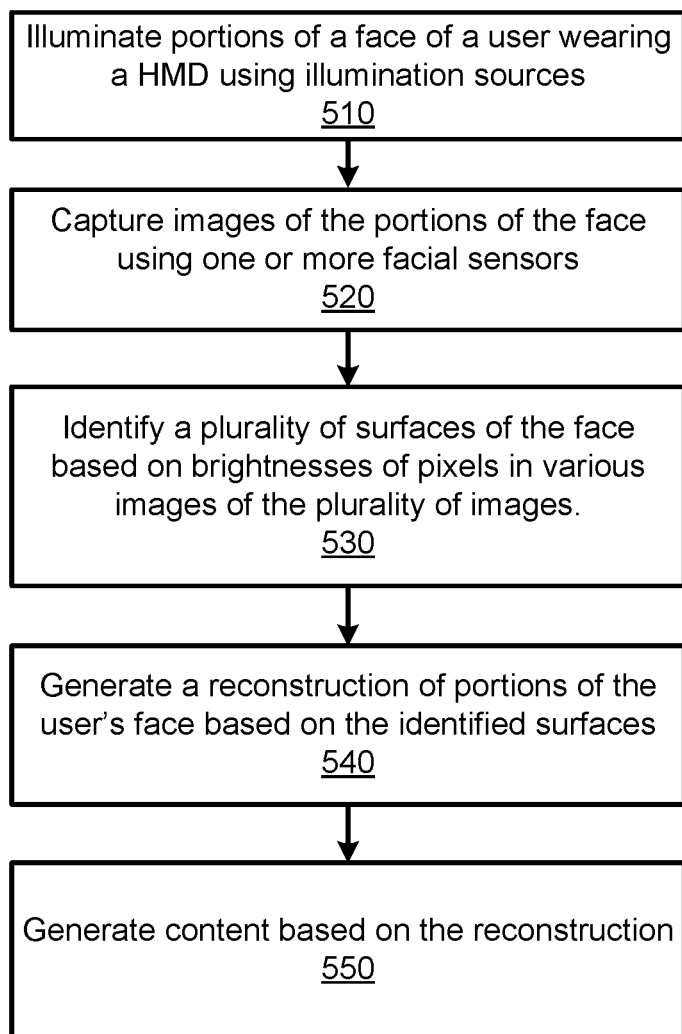 Illuminate portions of a face of a user wearing
a HMD using illumination sources
510
Capture images of the portions of the face
using one or more facial sensors
520
Identify a plurality of surfaces of the face
based on brightnesses of pixels in various
images of the plurality of images.
530
Generate a reconstruction of portions of the
user’s face based on the identified surfaces
540
Generate content based on the reconstruction
550